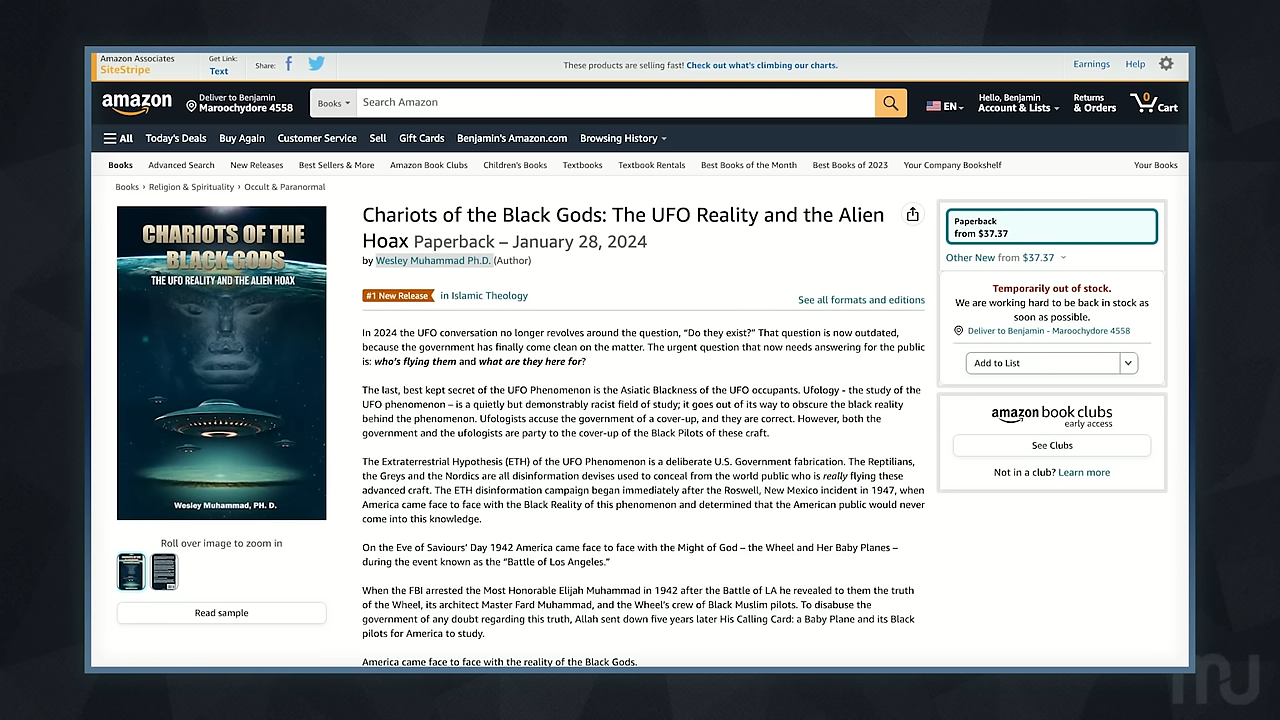 Amazon Associates
SiteStripe
Get Link:
Text
Share:
These products are selling fast! Check out what's climbing our charts.
Earnings
Help
amazon
Deliver to Benjamin
Maroochydore 4558
Books
Search Amazon
EN
Hello, Benjamin
Account & Lists
Returns
& Orders
0
Cart
All
Today's Deals
Buy Again
Customer Service
Sell
Gift Cards
Benjamin's Amazon.com
Browsing History
Books
Advanced Search
New Releases
Best Sellers & More
Amazon Book Clubs
Children's Books
Textbooks
Textbook Rentals
Best Books of the Month
Best Books of 2023
Your Company Bookshelf
Your Books
Books › Religion & Spirituality › Occult & Paranormal
CHARIOTS OF THE
BLACK GODS
THE UFO REALITY AND THE ALIEN HOAX
Wesley Muhammad, PH. D.
Roll over image to zoom in
Read sample
Chariots of the Black Gods: The UFO Reality and the Alien
Hoax Paperback – January 28, 2024
by Wesley Muhammad Ph.D. (Author)
#1 New Release in Islamic Theology
See all formats and editions
In 2024 the UFO conversation no longer revolves around the question, "Do they exist?" That question is now outdated,
because the government has finally come clean on the matter. The urgent question that now needs answering for the public
is: who's flying them and what are they here for?
The last, best kept secret of the UFO Phenomenon is the Asiatic Blackness of the UFO occupants. Ufology - the study of the
UFO phenomenon – is a quietly but demonstrably racist field of study; it goes out of its way to obscure the black reality
behind the phenomenon. Ufologists accuse the government of a cover-up, and they are correct. However, both the
government and the ufologists are party to the cover-up of the Black Pilots of these craft.
The Extraterrestrial Hypothesis (ETH) of the UFO Phenomenon is a deliberate U.S. Government fabrication. The Reptilians,
the Greys and the Nordics are all disinformation devises used to conceal from the world public who is really flying these
advanced craft. The ETH disinformation campaign began immediately after the Roswell, New Mexico incident in 1947, when
America came face to face with the Black Reality of this phenomenon and determined that the American public would never
come into this knowledge.
On the Eve of Saviours' Day 1942 America came face to face with the Might of God – the Wheel and Her Baby Planes –
during the event known as the "Battle of Los Angeles."
When the FBI arrested the Most Honorable Elijah Muhammad in 1942 after the Battle of LA he revealed to them the truth
of the Wheel, its architect Master Fard Muhammad, and the Wheel's crew of Black Muslim pilots. To disabuse the
government of any doubt regarding this truth, Allah sent down five years later His Calling Card: a Baby Plane and its Black
pilots for America to study.
America came face to face with the reality of the Black Gods.
Paperback
from $37.37
Other New from $37.37
Temporarily out of stock.
We are working hard to be back in stock as
soon as possible.
Deliver to Benjamin - Maroochydore 4558
Add to List
amazon book clubs
early access
See Clubs
Not in a club? Learn more